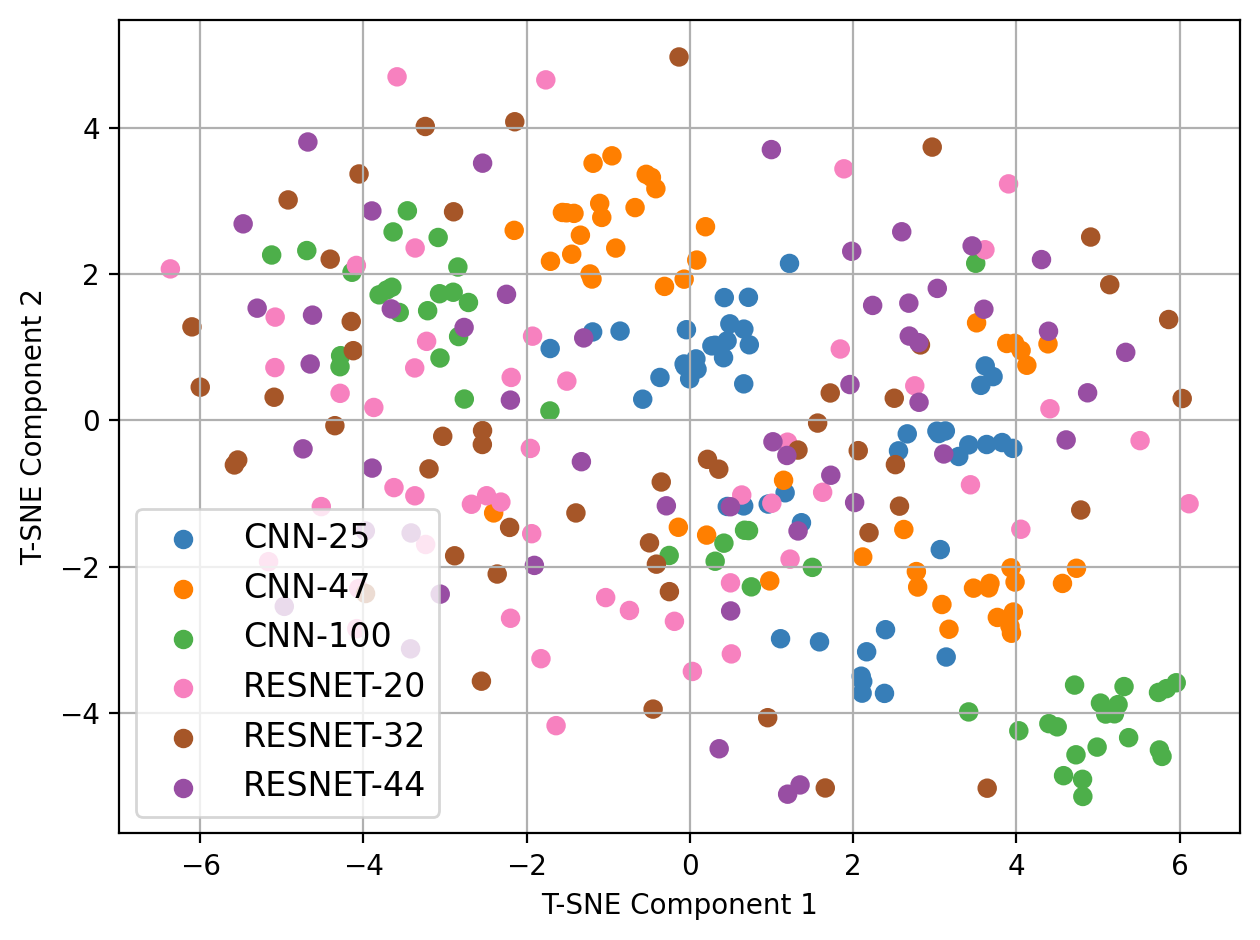 4
2
0
−2
−4
T-SNE Component 2
CNN-25
CNN-47
CNN-100
RESNET-20
RESNET-32
RESNET-44
−6
−4
−2
0
2
4
6
T-SNE Component 1